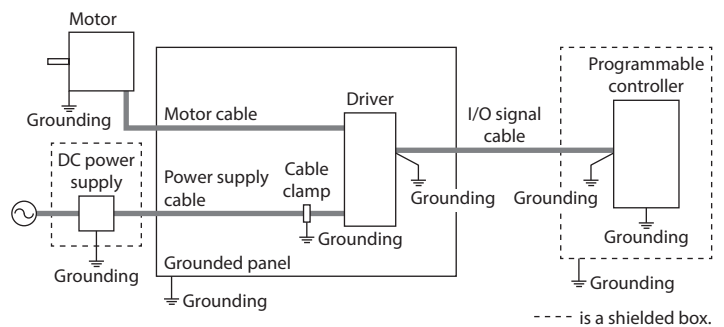 Motor
Grounding
Motor cable
Driver
I/O signal
cable
Programmable
controller
DC power
supply
Power supply
cable
Cable
clamp
Grounding
Grounding
Grounding
Grounding
Grounding
Grounded panel
Grounding
Grounding
---- is a shielded box.